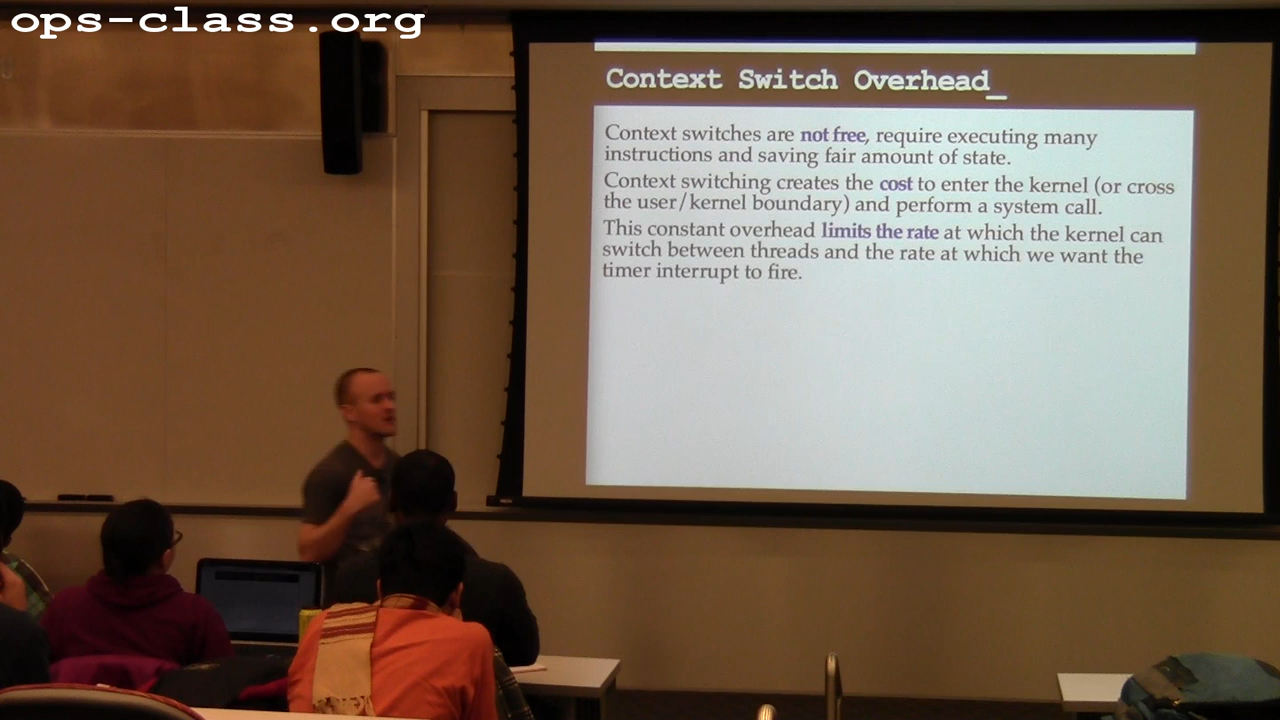 ops-class.org
Context Switch Overhead_
Context switches are not free, require executing many
instructions and saving fair amount of state.
Context switching creates the cost to enter the kernel (or cross
the user/kernel boundary) and perform a system call.
This constant overhead limits the rate at which the kernel can
switch between threads and the rate at which we want the
timer interrupt to fire.